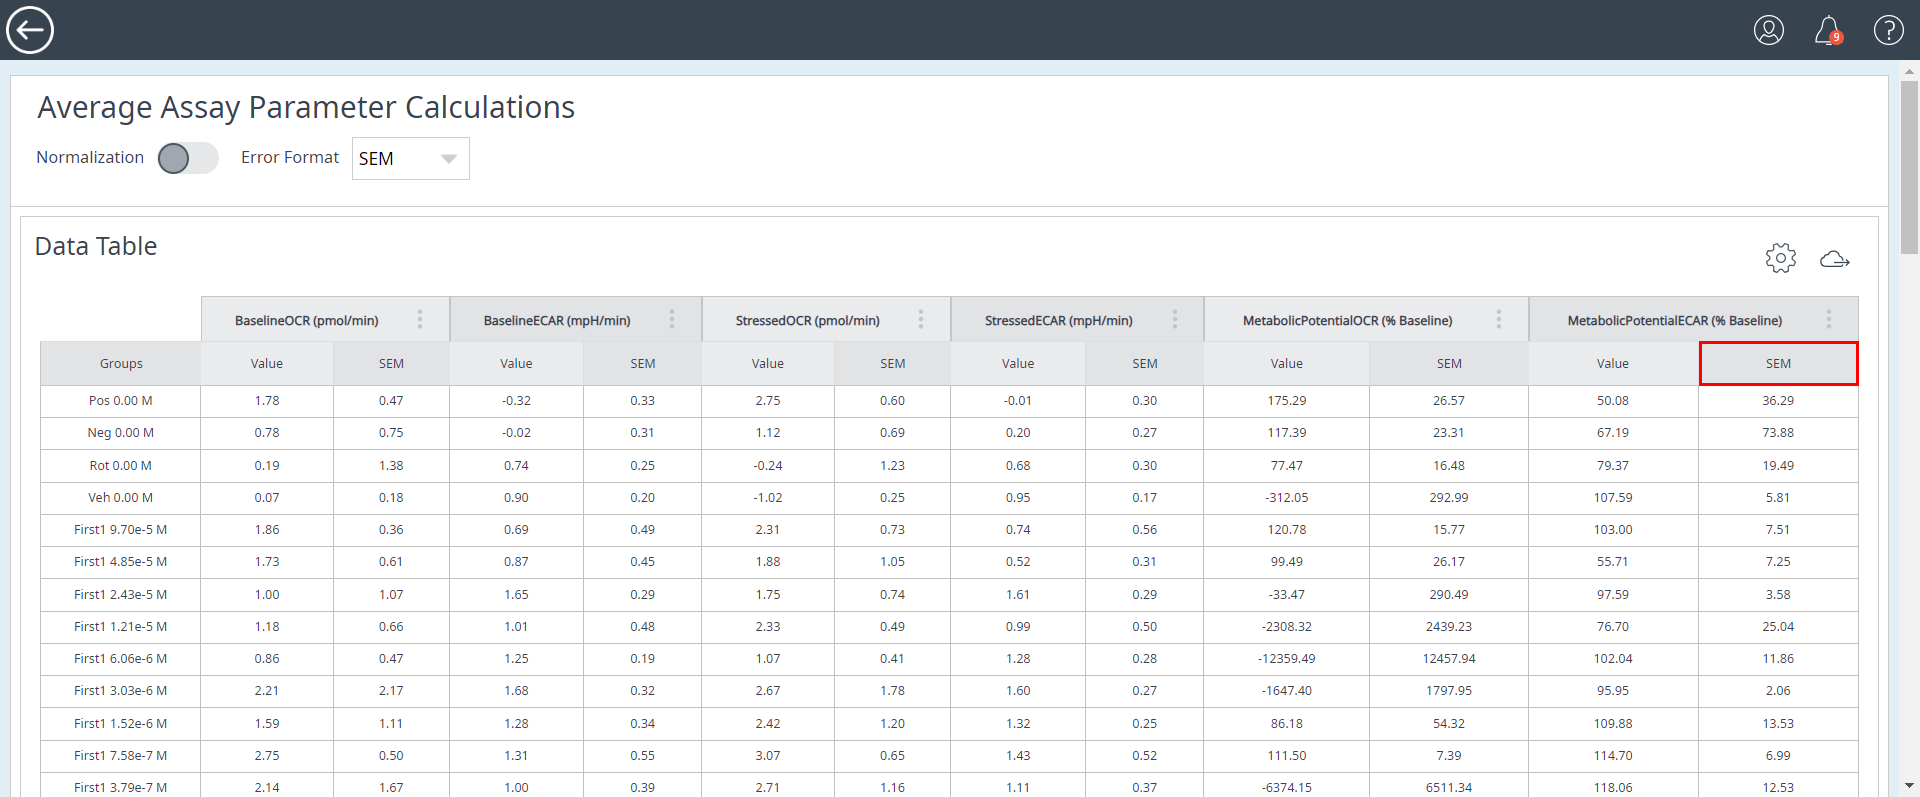 9
Average Assay Parameter Calculations
Normalization Error Format SEM
Data Table
BaselineOCR (pmol/min) BaselineECAR (mpH/min) StressedOCR (pmol/min) StressedECAR (mpH/min) MetabolicPotentialOCR (% Baseline) MetabolicPotentialECAR (% Baseline)
Groups Value SEM Value SEM Value SEM Value SEM Value SEM Value SEM
Pos 0.00 M 1.78 0.47 -0.32 0.33 2.75 0.60 -0.01 0.30 175.29 26.57 50.08 36.29
Neg 0.00 M 0.78 0.75 -0.02 0.31 1.12 0.69 0.20 0.27 117.39 23.31 67.19 73.88
Rot 0.00 M 0.19 1.38 0.74 0.25 -0.24 1.23 0.68 0.30 77.47 16.48 79.37 19.49
Veh 0.00 M 0.07 0.18 0.90 0.20 -1.02 0.25 0.95 0.17 -312.05 292.99 107.59 5.81
First1 9.70e-5 M 1.86 0.36 0.69 0.49 2.31 0.73 0.74 0.56 120.78 15.77 103.00 7.51
First1 4.85e-5 M 1.73 0.61 0.87 0.45 1.88 1.05 0.52 0.31 99.49 26.17 55.71 7.25
First1 2.43e-5 M 1.00 1.07 1.65 0.29 1.75 0.74 1.61 0.29 -33.47 290.49 97.59 3.58
First1 1.21e-5 M 1.18 0.66 1.01 0.48 2.33 0.49 0.99 0.50 -2308.32 2439.23 76.70 25.04
First1 6.06e-6 M 0.86 0.47 1.25 0.19 1.07 0.41 1.28 0.28 -12359.49 12457.94 102.04 11.86
First1 3.03e-6 M 2.21 2.17 1.68 0.32 2.67 1.78 1.60 0.27 -1647.40 1797.95 95.95 2.06
First1 1.52e-6 M 1.59 1.11 1.28 0.34 2.42 1.20 1.32 0.25 86.18 54.32 109.88 13.53
First1 7.58e-7 M 2.75 0.50 1.31 0.55 3.07 0.65 1.43 0.52 111.50 7.39 114.70 6.99
First1 3.79e-7 M 2.14 1.67 1.00 0.39 2.71 1.16 1.11 0.37 -6374.15 6511.34 118.06 12.53